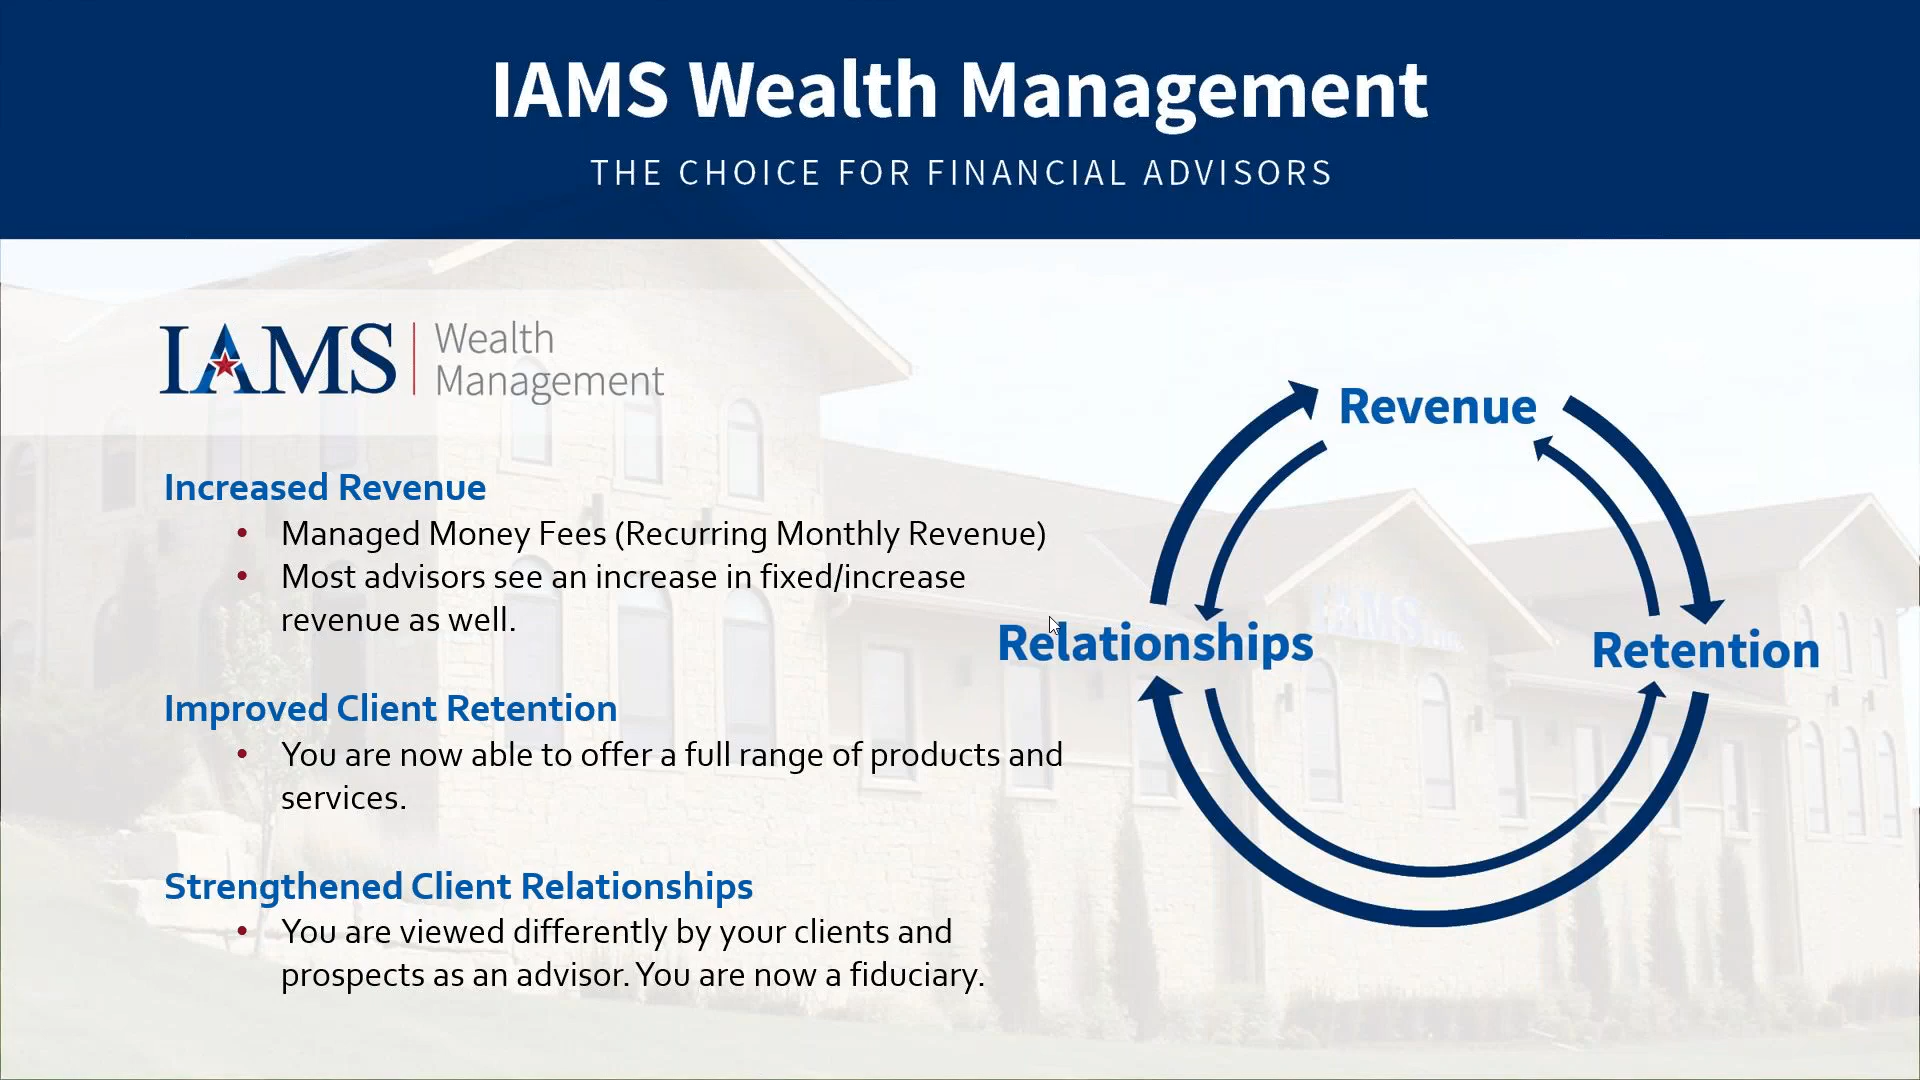 IAMS Wealth Management
THE CHOICE FOR FINANCIAL ADVISORS
IAMS
Wealth
Management
Increased Revenue
• Managed Money Fees (Recurring Monthly Revenue)
• Most advisors see an increase in fixed/increase
revenue as well.
Improved Client Retention
• You are now able to offer a full range of products and
services.
Strengthened Client Relationships
• You are viewed differently by your clients and
prospects as an advisor. You are now a fiduciary.
Revenue
Relationships
Retention
IAMS